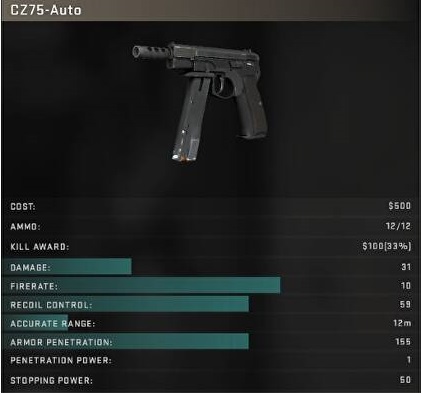 CZ75-Auto
COST: $500
AMMO: 12/12
KILL AWARD: $100(33%)
DAMAGE: 31
FIRERATE: 10
RECOIL CONTROL: 59
ACCURATE RANGE: 12m
ARMOR PENETRATION: 155
PENETRATION POWER: 1
STOPPING POWER: 50